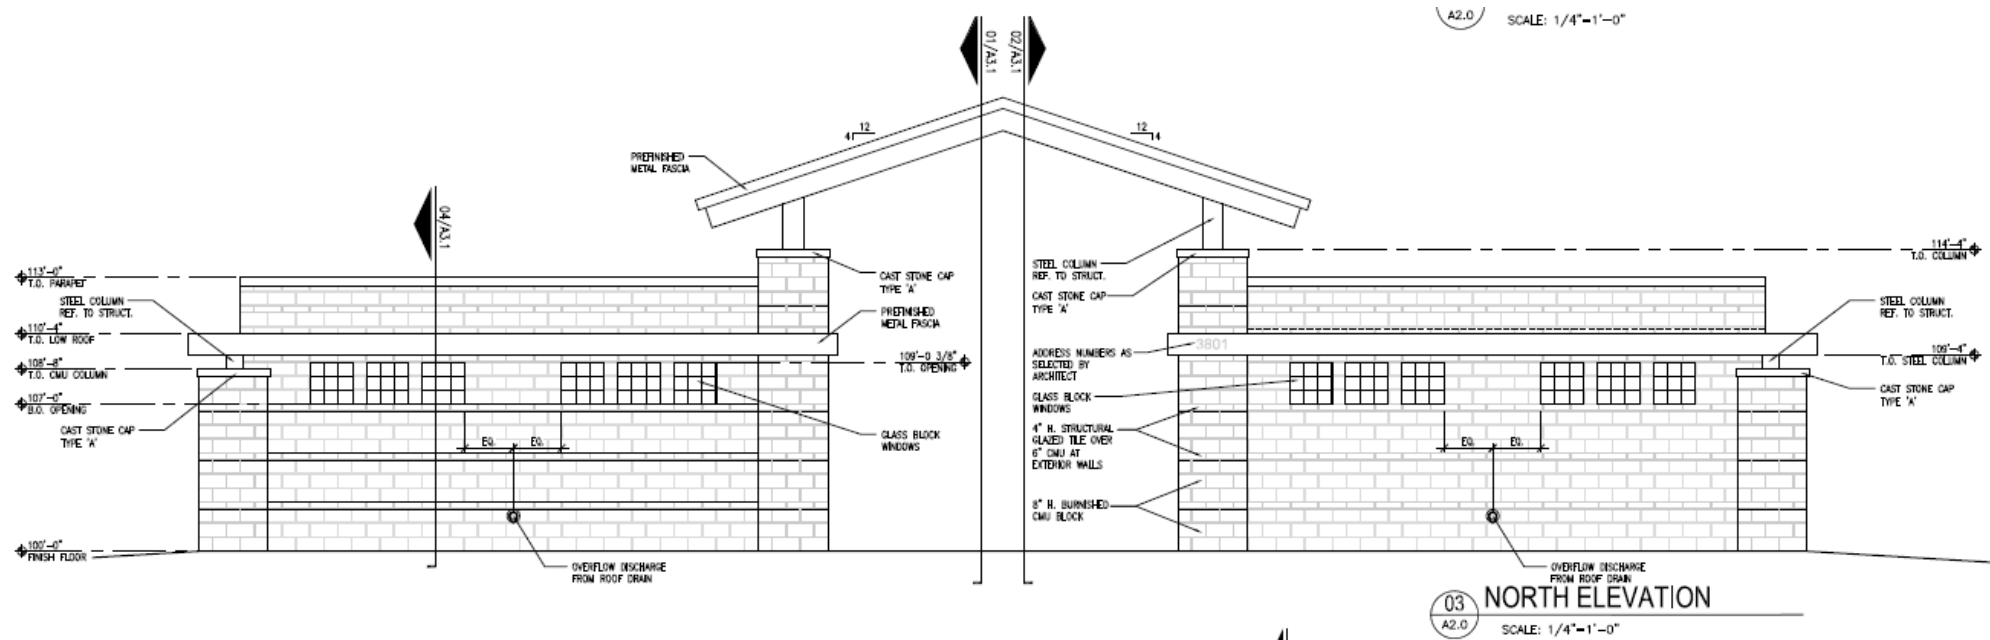 A2.0
SCALE: 1/4"=1'-0"
01/A3.1
02/A3.1
12
4
12
4
PREFINISHED
METAL FASCIA
04/A3.1
113'-0"
T.O. PARAPET
STEEL COLUMN
REF. TO STRUCT.
110'-4"
T.O. LOW ROOF
108'-8"
T.O. CMU COLUMN
107'-0"
B.O. OPENING
CAST STONE CAP
TYPE 'A'
100'-0"
FINISH FLOOR
EQ.
EQ.
OVERFLOW DISCHARGE
FROM ROOF DRAIN
CAST STONE CAP
TYPE 'A'
PREFINISHED
METAL FASCIA
109'-0 3/8"
T.O. OPENING
GLASS BLOCK
WINDOWS
STEEL COLUMN
REF. TO STRUCT.
CAST STONE CAP
TYPE 'A'
ADDRESS NUMBERS AS
SELECTED BY
ARCHITECT
GLASS BLOCK
WINDOWS
4" H. STRUCTURAL
GLAZED TILE OVER
6" CMU AT
EXTERIOR WALLS
8" H. BURNISHED
CMU BLOCK
3801
EQ.
EQ.
OVERFLOW DISCHARGE
FROM ROOF DRAIN
114'-4"
T.O. COLUMN
STEEL COLUMN
REF. TO STRUCT.
109'-4"
T.O. STEEL COLUMN
CAST STONE CAP
TYPE 'A'
03
A2.0
NORTH ELEVATION
SCALE: 1/4"=1'-0"